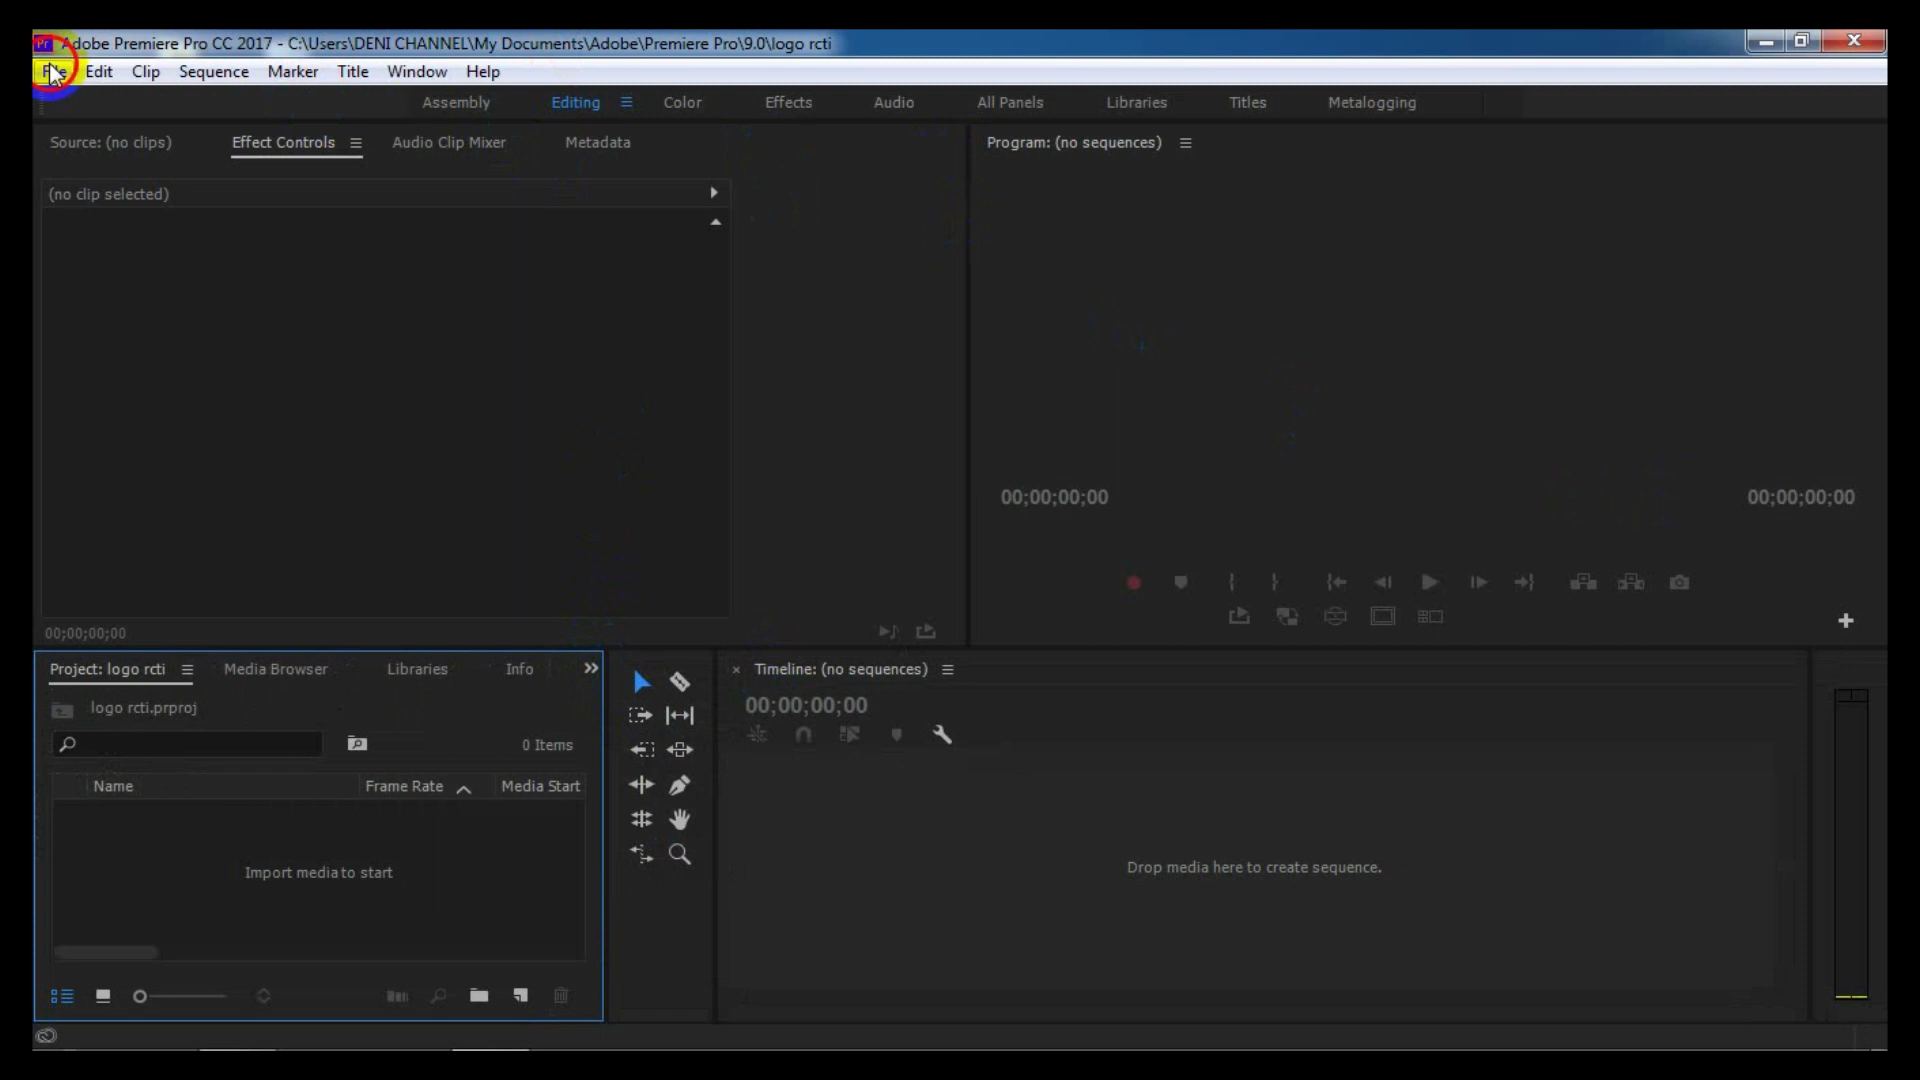 Adobe Premiere Pro CC 2017 - C:\Users\DENI CHANNEL\My Documents\Adobe\Premiere Pro\9.0\logo rcti
File Edit Clip Sequence Marker Title Window Help
Assembly Editing Color Effects Audio All Panels Libraries Titles Metalogging
Source: (no clips) Effect Controls Audio Clip Mixer Metadata
Program: (no sequences)
(no clip selected)
00;00;00;00 00;00;00;00
00;00;00;00
Project: logo rcti Media Browser Libraries Info
Timeline: (no sequences)
logo rcti.prproj
00;00;00;00
0 Items
Name Frame Rate Media Start
Import media to start
Drop media here to create sequence.